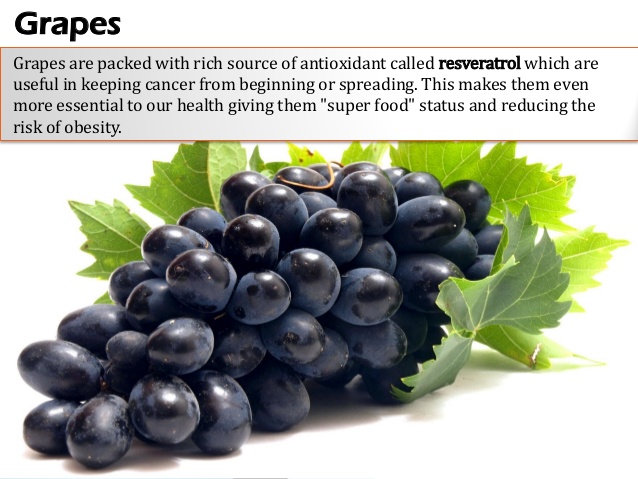 Grapes
Grapes are packed with rich source of antioxidant called resveratrol which are
useful in keeping cancer from beginning or spreading. This makes them even
more essential to our health giving them "super food" status and reducing the
risk of obesity.